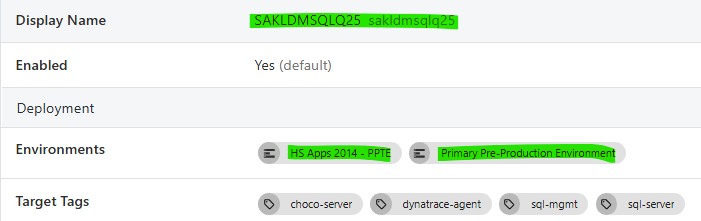 Display Name SAKLDMSQLQ25 sakldmsqlq25
Enabled Yes (default)
Deployment
Environments HS Apps 2014 - PPTE Primary Pre-Production Environment
Target Tags choco-server dynatrace-agent sql-mgmt sql-server